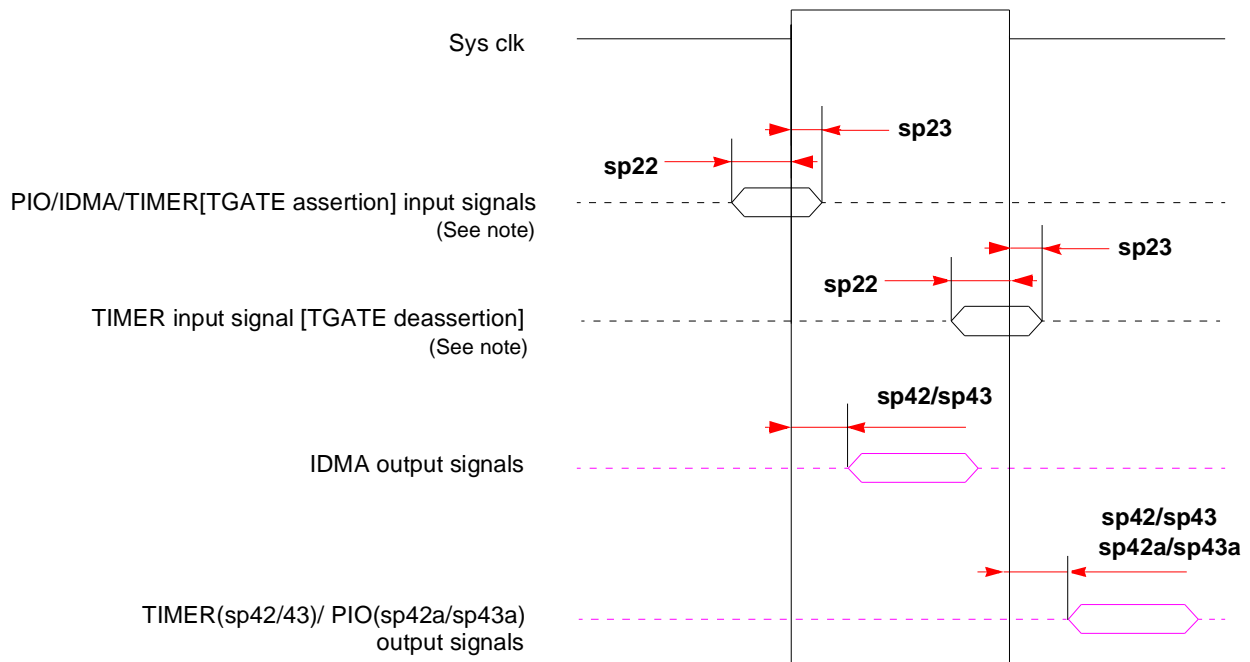 Sys clk
sp23
sp22
PIO/IDMA/TIMER[TGATE assertion] input signals
(See note)
sp23
sp22
TIMER input signal [TGATE deassertion]
(See note)
sp42/sp43
IDMA output signals
sp42/sp43
sp42a/sp43a
TIMER(sp42/43)/ PIO(sp42a/sp43a)
output signals